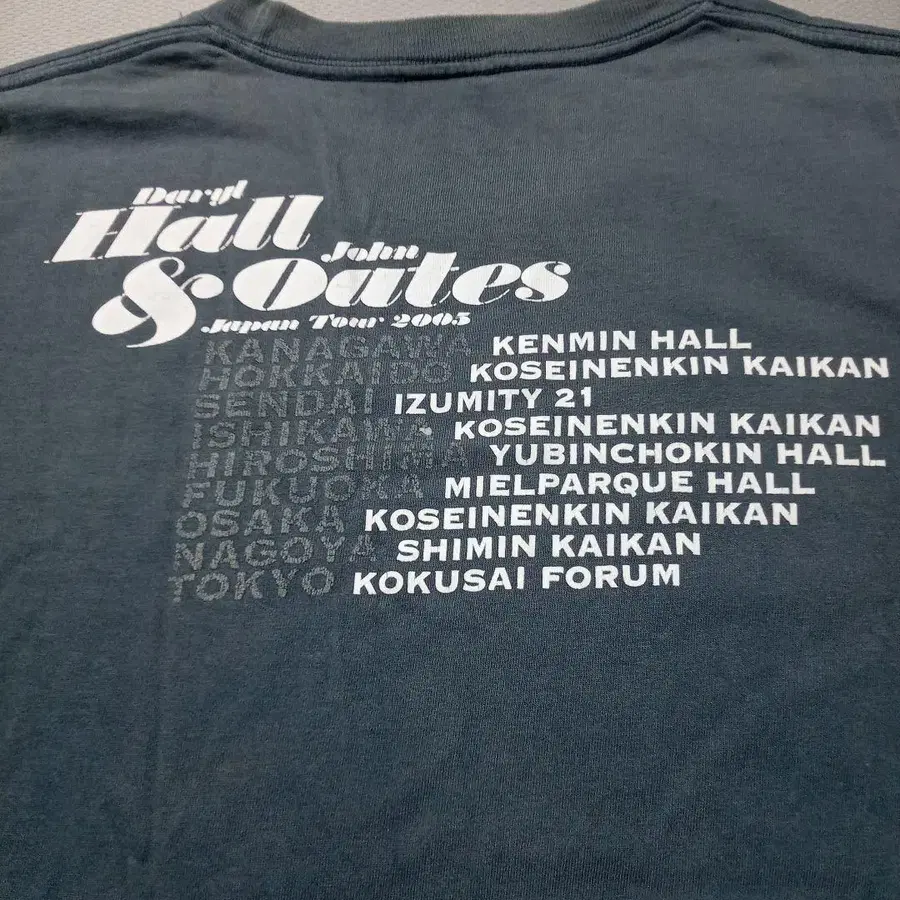 Daryl
Hall
John
& Oates
Japan Tour 2005
KANAGAWA KENMIN HALL
HOKKAIDO KOSEINENKIN KAIKAN
SENDAI IZUMITY 21
ISHIKAWA KOSEINENKIN KAIKAN
HIROSHIMA YUBINCHOKIN HALL
FUKUOKA MIELPARQUE HALL
OSAKA KOSEINENKIN KAIKAN
NAGOYA SHIMIN KAIKAN
TOKYO KOKUSAI FORUM